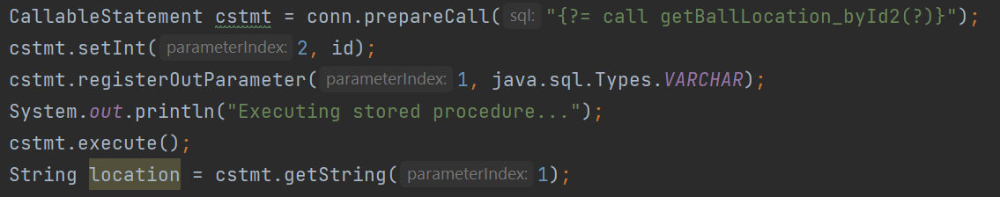 CallableStatement cstmt = conn.prepareCall( sql: "{?= call getBallLocation_byId2(?)}");
cstmt.setInt( parameterIndex: 2, id);
cstmt.registerOutParameter( parameterIndex: 1, java.sql.Types.VARCHAR);
System.out.println("Executing stored procedure...");
cstmt.execute();
String location = cstmt.getString( parameterIndex: 1);